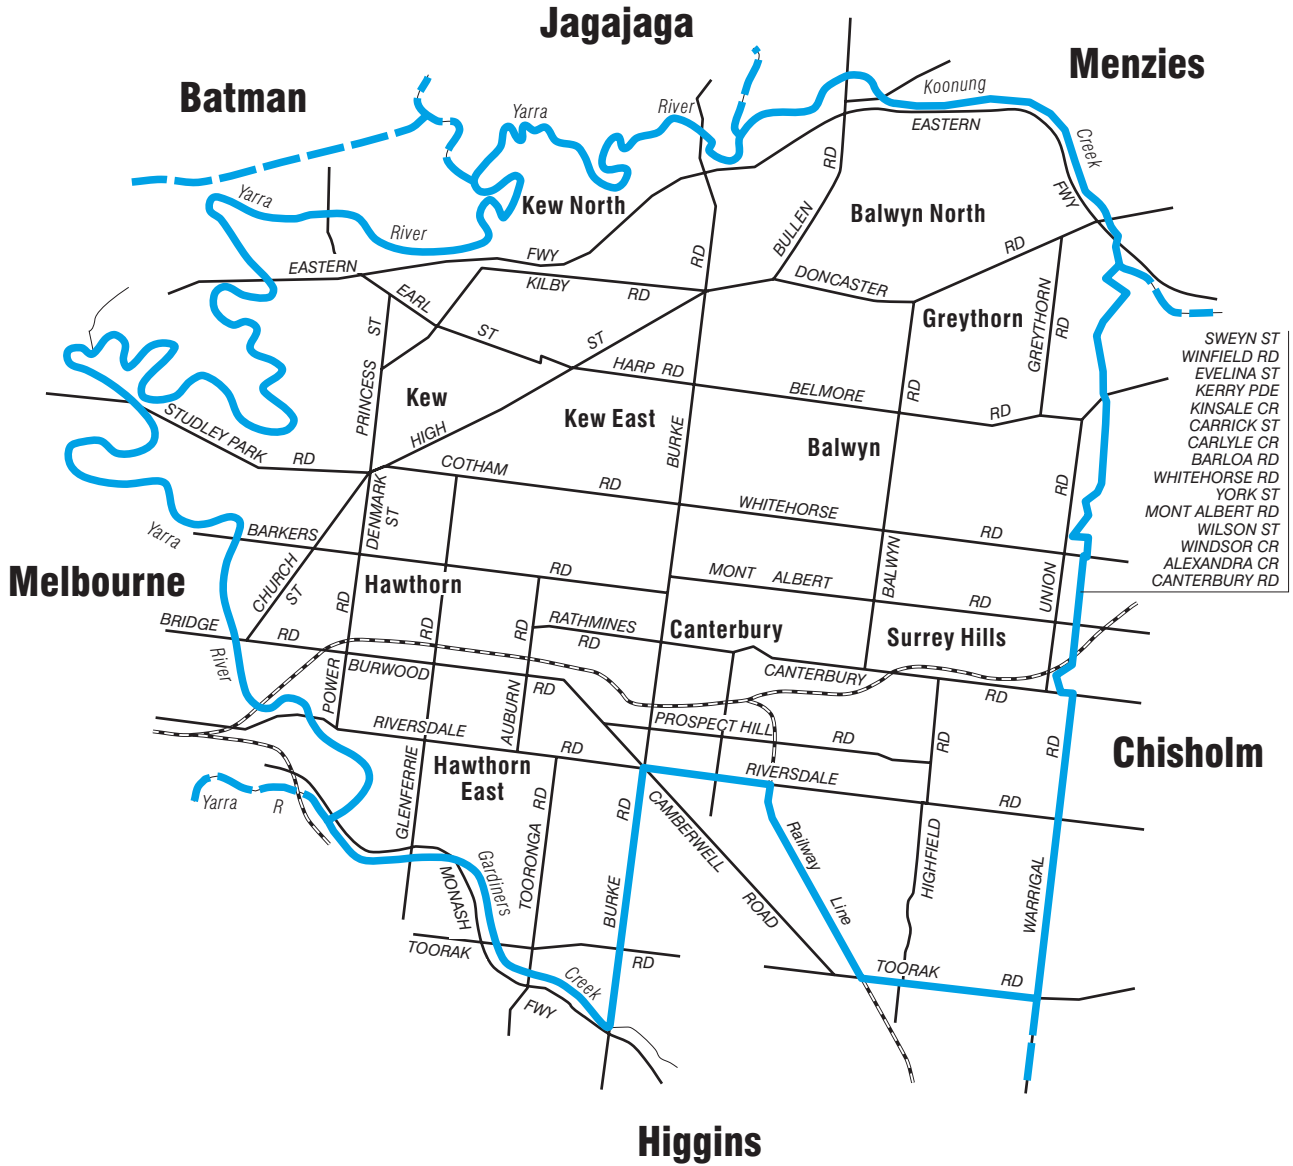 Jagajaga
Menzies
Batman
Koonung
Yarra
River
EASTERN
Creek
RD
FWY
Yarra
Kew North
BULLEN
Balwyn North
River
RD
RD
FWY
EASTERN
KILBY
RD
DONCASTER
EARL
ST
ST
ST
GREYTHORN
RD
Greythorn
SWEYN ST
WINFIELD RD
EVELINA ST
KERRY PDE
KINSALE CR
CARRICK ST
CARLYLE CR
BARLOA RD
WHITEHORSE RD
YORK ST
MONT ALBERT RD
WILSON ST
WINDSOR CR
ALEXANDRA CR
CANTERBURY RD
HARP RD
BELMORE
RD
RD
PRINCESS
Kew
Kew East
STUDLEY PARK
RD
HIGH
BURKE
Balwyn
COTHAM
RD
RD
WHITEHORSE
RD
DENMARK
ST
Yarra
BARKERS
Melbourne
CHURCH
ST
Hawthorn
RD
MONT ALBERT
RD
BALWYN
UNION
BRIDGE
RD
RD
RD
RD
RATHMINES
RD
Canterbury
Surrey Hills
River
POWER
BURWOOD
RD
CANTERBURY
RD
AUBURN
RIVERSDALE
RD
PROSPECT HILL
RD
RD
RD
Chisholm
GLENFERRIE
Hawthorn
East
RIVERSDALE
RD
Yarra
R
RD
RD
CAMBERWELL
ROAD
Railway
Line
HIGHFIELD
WARRIGAL
TOORONGA
BURKE
Gardiners
MONASH
TOORAK
RD
Creek
FWY
TOORAK
RD
Higgins